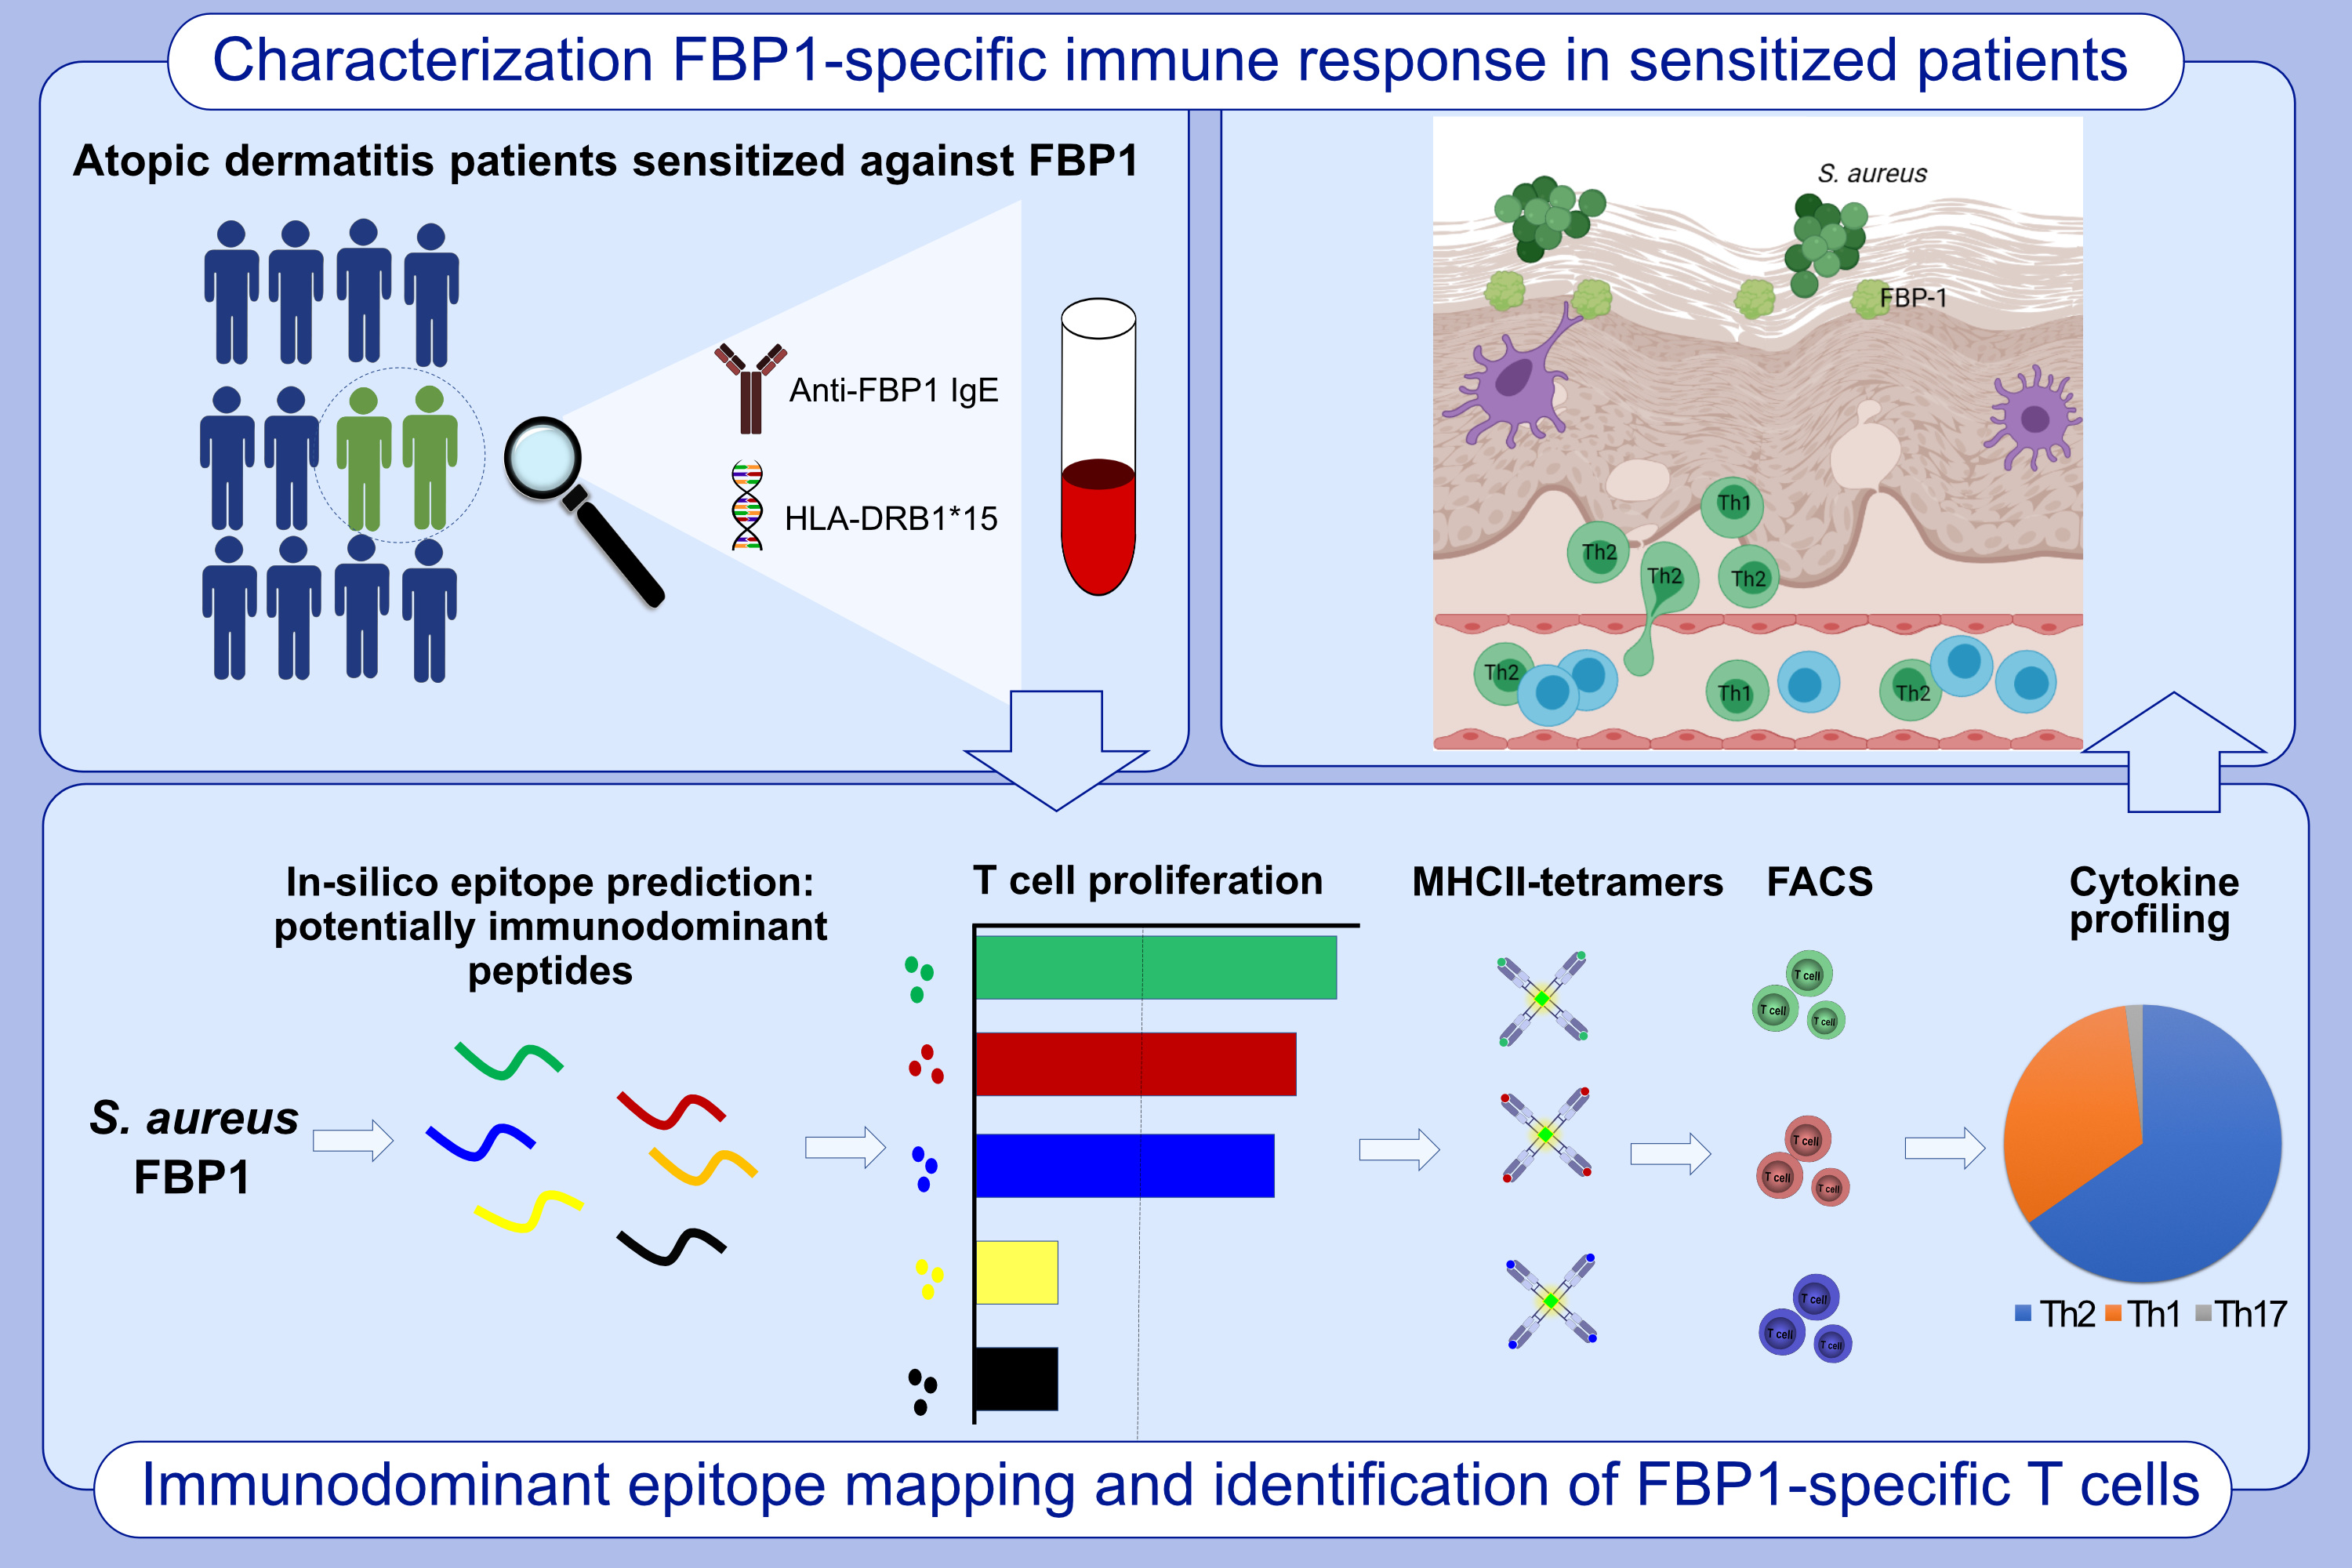 Characterization FBP1-specific immune response in sensitized patients
Atopic dermatitis patients sensitized against FBP1
Anti-FBP1 IgE
HLA-DRB1*15
S. aureus
FBP-1
Th1
Th2
Th2
Th2
Th2
Th1
Th2
In-silico epitope prediction:
potentially immunodominant
peptides
S. aureus
FBP1
T cell proliferation
MHCII-tetramers
FACS
T cell
T cell
T cell
T cell
T cell
T cell
T cell
T cell
T cell
Cytokine
profiling
Th2 Th1 Th17
Immunodominant epitope mapping and identification of FBP1-specific T cells